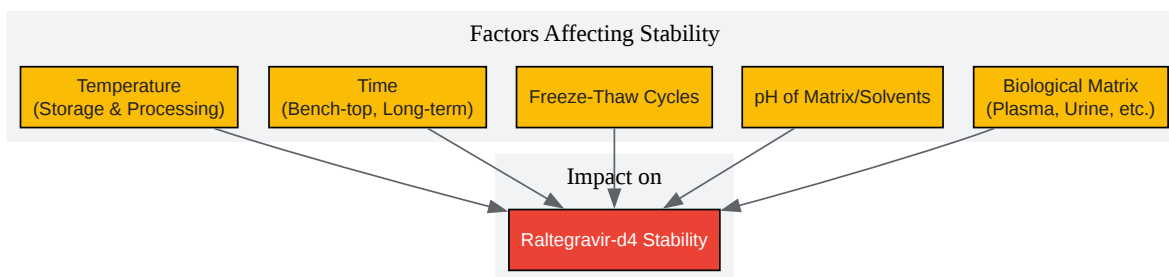 Factors Affecting Stability
Temperature
(Storage & Processing)
Time
(Bench-top, Long-term)
Freeze-Thaw Cycles
pH of Matrix/Solvents
Biological Matrix
(Plasma, Urine, etc.)
Impact on
Raltegravir-d4 Stability